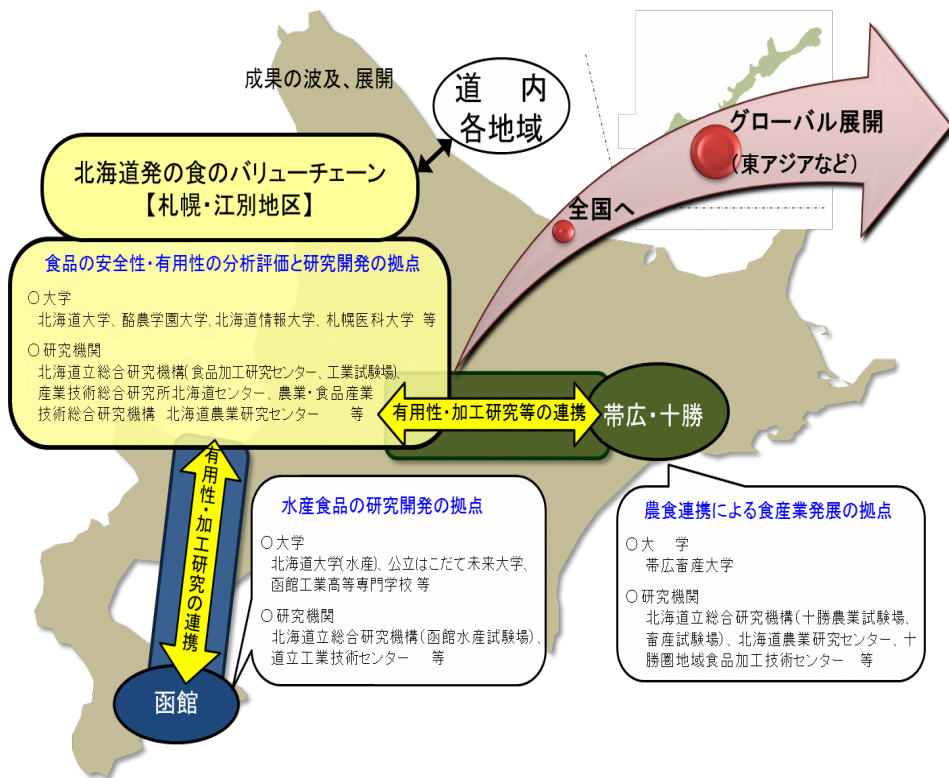 成果の波及、展開
道　内
各地域
グローバル展開
(東アジアなど)
全国へ
北海道発の食のバリューチェーン
【札幌・江別地区】
食品の安全性・有用性の分析評価と研究開発の拠点
○大学
北海道大学、酪農学園大学、北海道情報大学、札幌医科大学 等
○研究機関
北海道立総合研究機構(食品加工研究センター、工業試験場)、
産業技術総合研究所北海道センター、農業・食品産業
技術総合研究機構　北海道農業研究センター　等
有用性・加工研究等の連携
帯広・十勝
有用性・加工研究の連携
函館
水産食品の研究開発の拠点
○大学
北海道大学(水産)、公立はこだて未来大学、
函館工業高等専門学校 等
○研究機関
北海道立総合研究機構(函館水産試験場)、
道立工業技術センター　等
農食連携による食産業発展の拠点
○大　学
帯広畜産大学
○研究機関
北海道立総合研究機構(十勝農業試験場、
畜産試験場)、北海道農業研究センター、十
勝圏地域食品加工技術センター　等